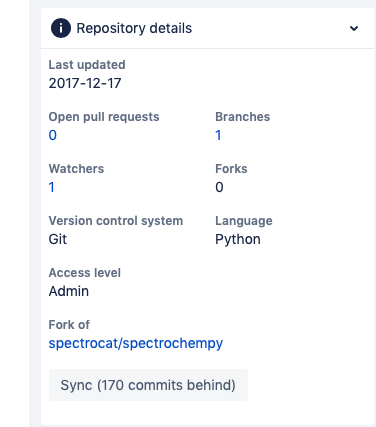 Repository details
Last updated
2017-12-17
Open pull requests
0
Branches
1
Watchers
1
Forks
0
Version control system
Git
Language
Python
Access level
Admin
Fork of
spectrocat/spectrochempy
Sync (170 commits behind)